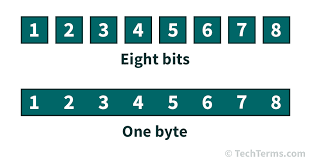 1 2 3 4 5 6 7 8
Eight bits
1 2 3 4 5 6 7 8
One byte
© TechTerms.com